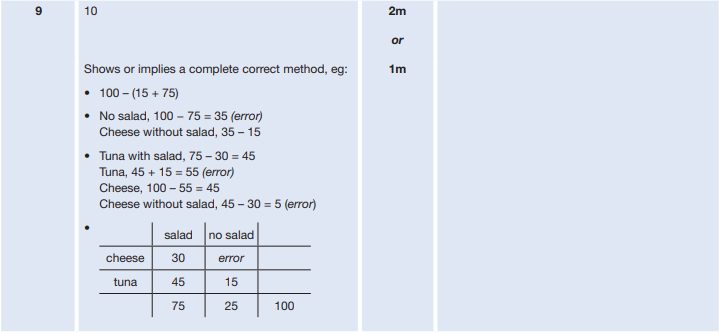 9
10
2m
or
Shows or implies a complete correct method, eg:
1m
• 100 – (15 + 75)
• No salad, 100 – 75 = 35 (error)
Cheese without salad, 35 – 15
• Tuna with salad, 75 – 30 = 45
Tuna, 45 + 15 = 55 (error)
Cheese, 100 – 55 = 45
Cheese without salad, 45 – 30 = 5 (error)
•
salad no salad
cheese 30 error
tuna 45 15
75 25 100